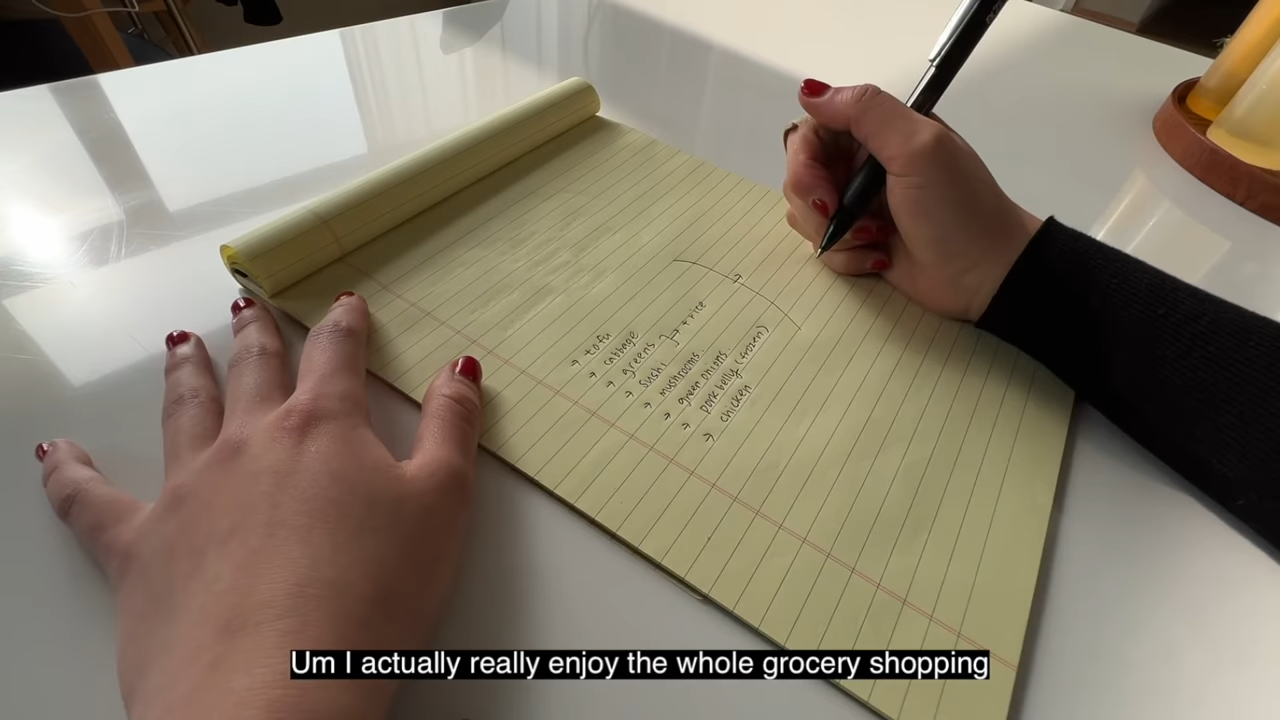 → tofu
→ cabbage
→ greens } → + rice
→ sushi
→ mushrooms.
→ green onions.
→ pork belly (frozen)
→ chicken
Um I actually really enjoy the whole grocery shopping